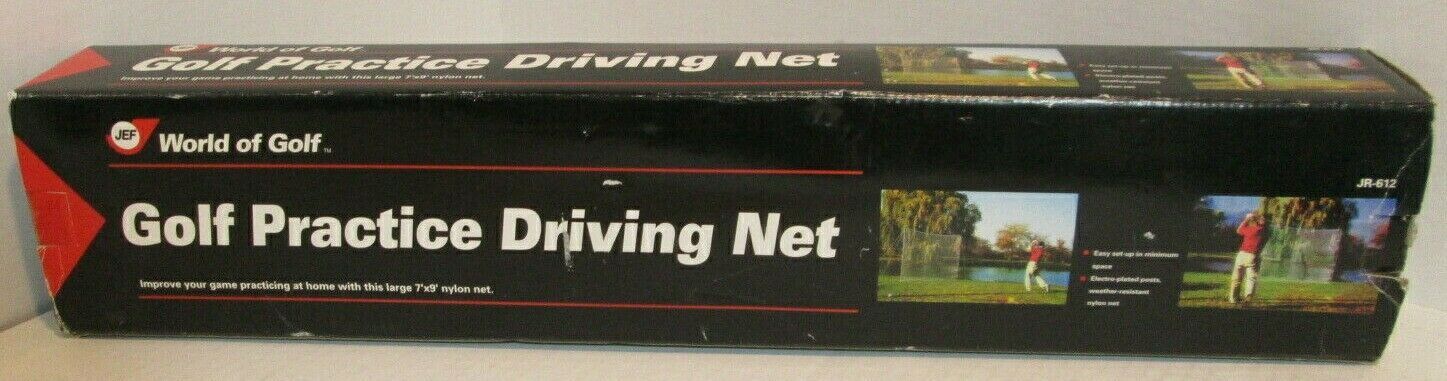 World of Golf
Golf Practice Driving Net
Improve your game practicing at home with this large 7'x9' nylon net.
JEF
World of Golf™
JR-612
Golf Practice Driving Net
Improve your game practicing at home with this large 7'x9' nylon net.
Easy set-up in minimum
space
Electro-plated posts,
weather-resistant
nylon net